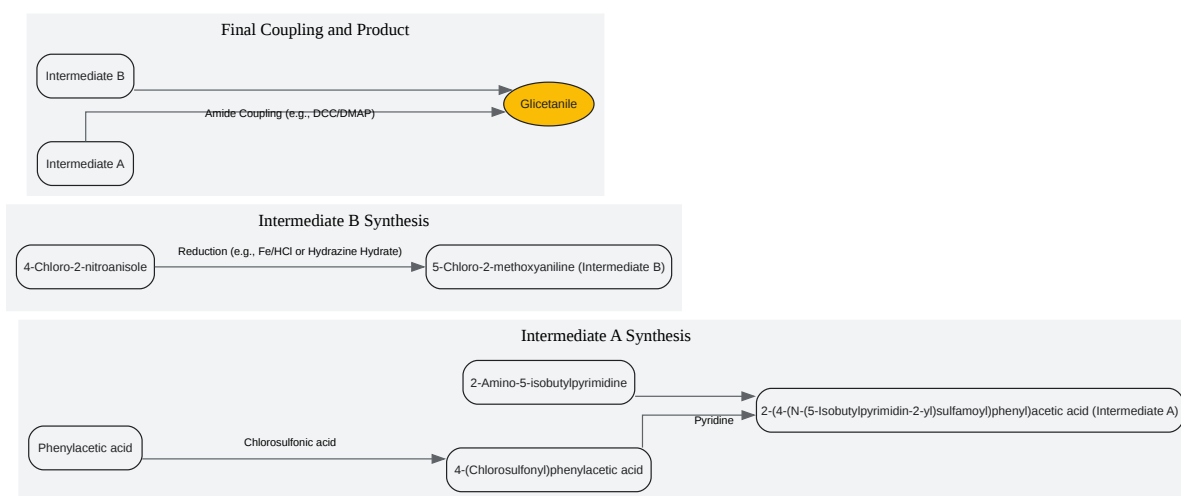 Final Coupling and Product
Intermediate B
Glicetanile
Amide Coupling (e.g., DCC/DMAP)
Intermediate A
Intermediate B Synthesis
Reduction (e.g., Fe/HCl or Hydrazine Hydrate)
4-Chloro-2-nitroanisole
5-Chloro-2-methoxyaniline (Intermediate B)
Intermediate A Synthesis
2-Amino-5-isobutylpyrimidine
2-(4-(N-(5-Isobutylpyrimidin-2-yl)sulfamoyl)phenyl)acetic acid (Intermediate A)
Pyridine
Phenylacetic acid
Chlorosulfonic acid
4-(Chlorosulfonyl)phenylacetic acid